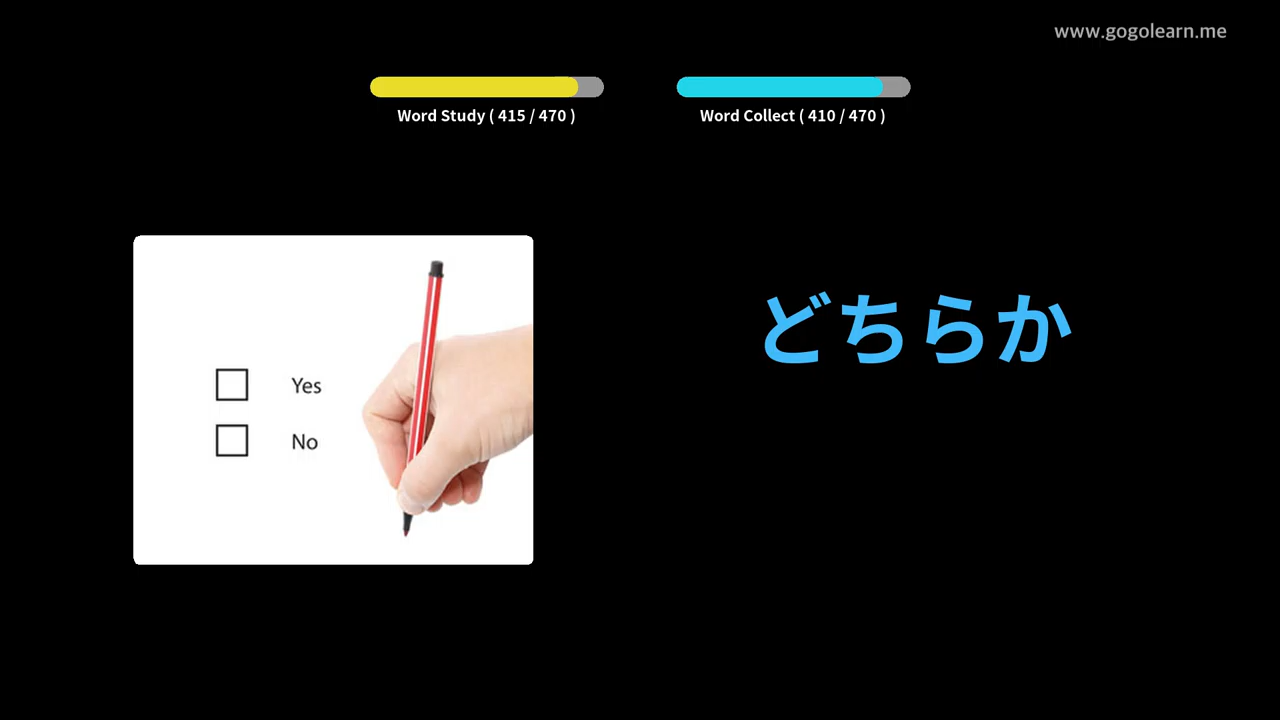 www.gogolearn.me
Word Study ( 415 / 470 )
Word Collect ( 410 / 470 )
どちらか
Yes
No